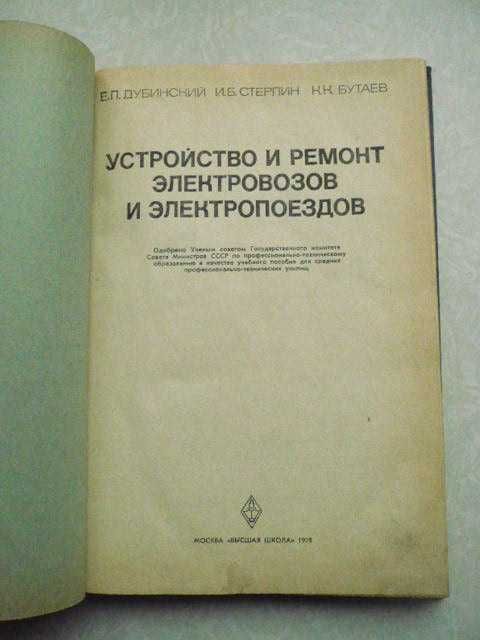 Е.П. ДУБИНСКИЙ И.Б. СТЕРЛИН К.К. БУТАЕВ
УСТРОЙСТВО И РЕМОНТ
ЭЛЕКТРОВОЗОВ
И ЭЛЕКТРОПОЕЗДОВ
Одобрено Ученым советом Государственного комитета
Совета Министров СССР по профессионально-техническому
образованию в качестве учебного пособия для средних
профессионально-технических училищ
МОСКВА «ВЫСШАЯ ШКОЛА» 1978